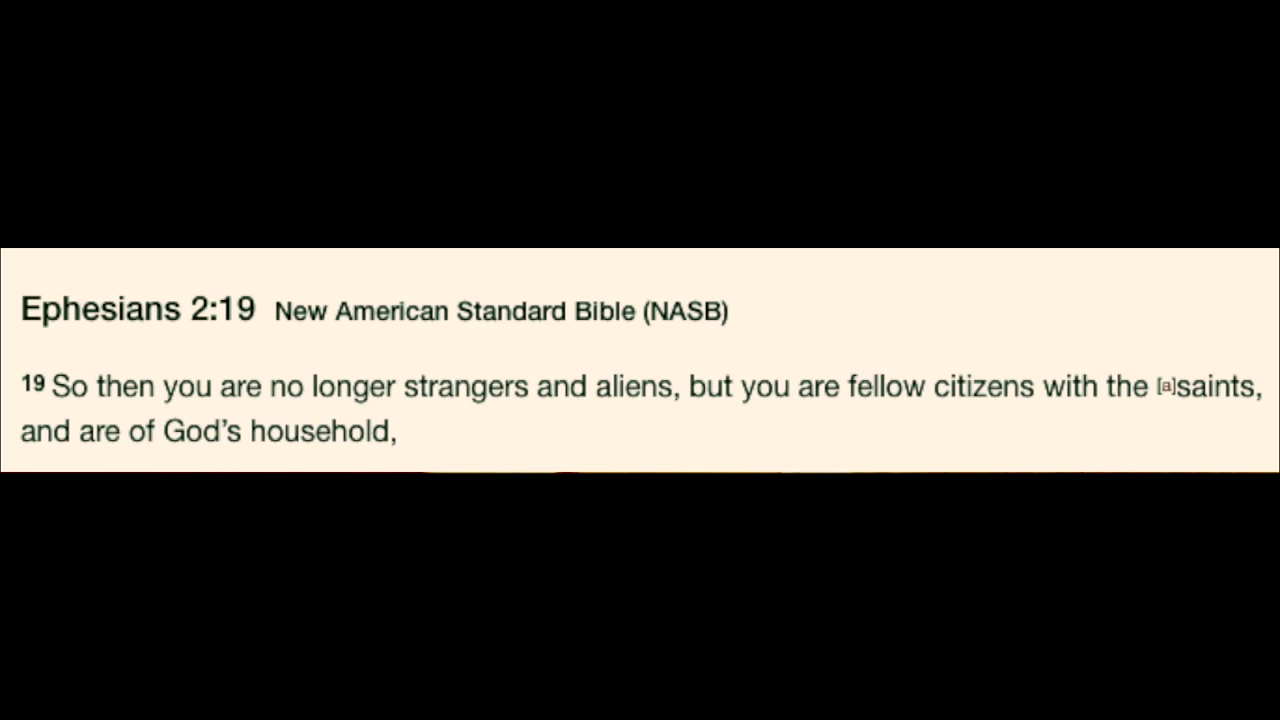 Ephesians 2:19 New American Standard Bible (NASB)
19 So then you are no longer strangers and aliens, but you are fellow citizens with the [a]saints,
and are of God’s household,